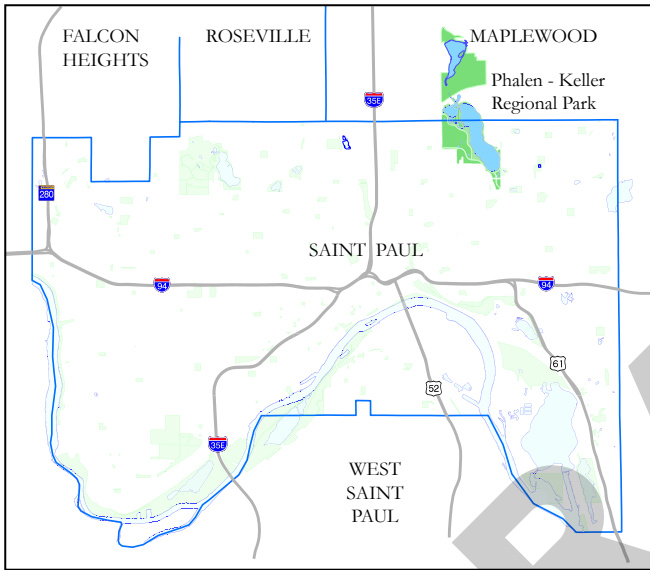 FALCON
HEIGHTS
ROSEVILLE
MAPLEWOOD
Phalen - Keller
Regional Park
35E
280
SAINT PAUL
94
94
61
52
35E
WEST
SAINT
PAUL